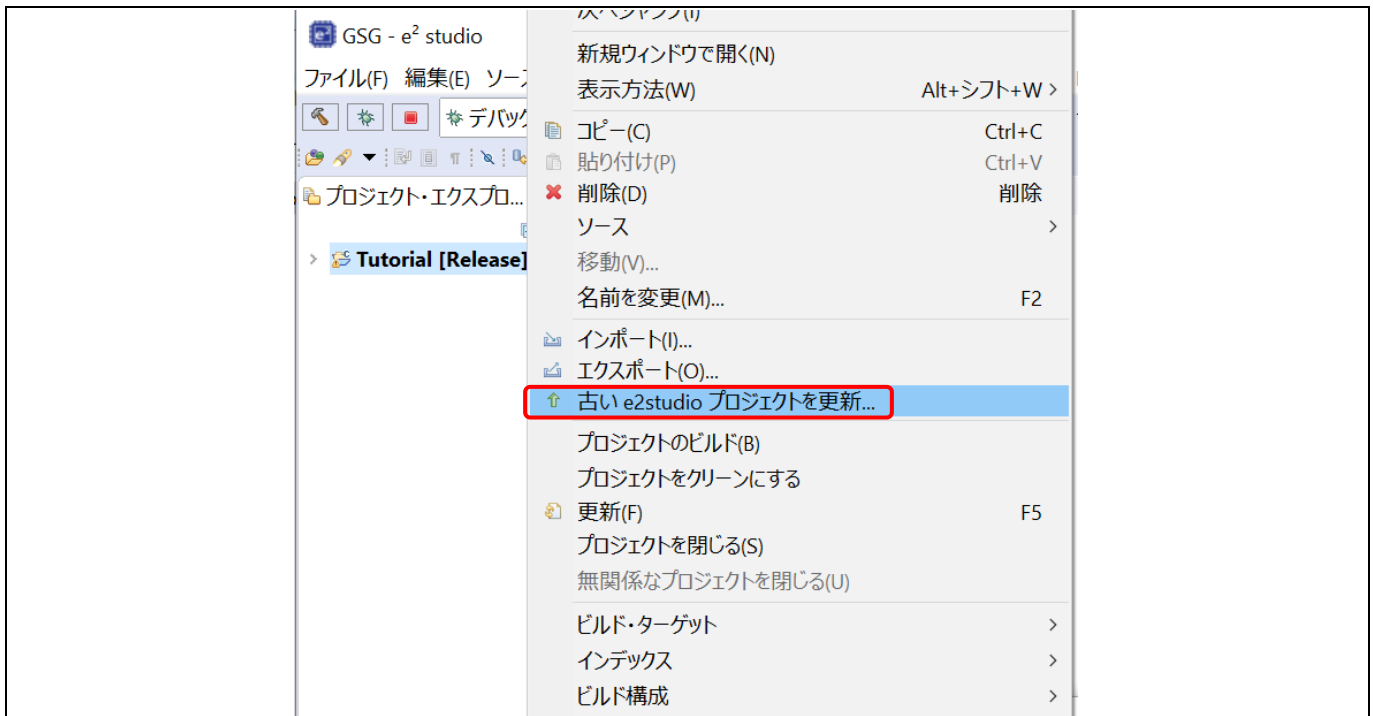 GSG - e² studio
ファイル(F) 編集(E) ソース
デバッグ
プロジェクト・エクスプロ...
Tutorial [Release]
次へジャンプ(I)
新規ウィンドウで開く(N)
表示方法(W) Alt+シフト+W >
コピー(C) Ctrl+C
貼り付け(P) Ctrl+V
削除(D) 削除
ソース >
移動(V)...
名前を変更(M)... F2
インポート(I)...
エクスポート(O)...
古い e2studio プロジェクトを更新...
プロジェクトのビルド(B)
プロジェクトをクリーンにする
更新(F) F5
プロジェクトを閉じる(S)
無関係なプロジェクトを閉じる(U)
ビルド・ターゲット >
インデックス >
ビルド構成 >